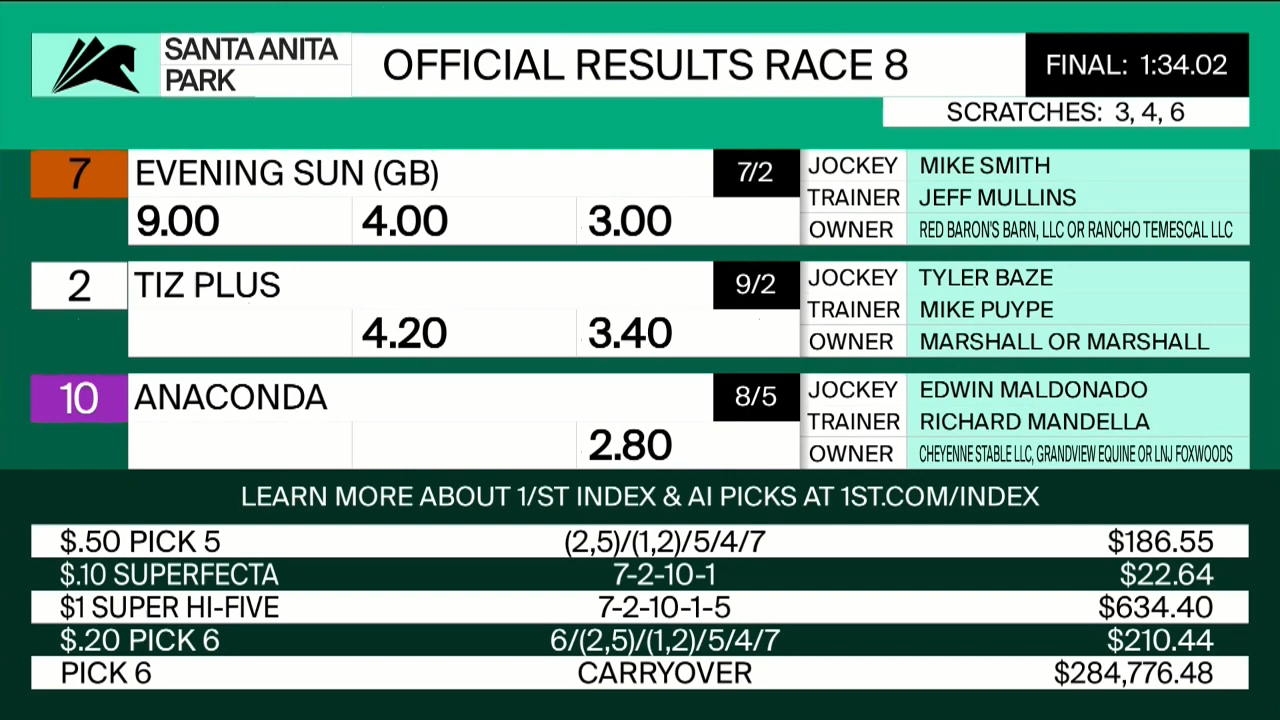 SANTA ANITA
PARK
OFFICIAL RESULTS RACE 8
FINAL: 1:34.02
SCRATCHES: 3, 4, 6
7 EVENING SUN (GB) 7/2
9.00 4.00 3.00
JOCKEY MIKE SMITH
TRAINER JEFF MULLINS
OWNER RED BARON'S BARN, LLC OR RANCHO TEMESCAL LLC
2 TIZ PLUS 9/2
4.20 3.40
JOCKEY TYLER BAZE
TRAINER MIKE PUYPE
OWNER MARSHALL OR MARSHALL
10 ANACONDA 8/5
2.80
JOCKEY EDWIN MALDONADO
TRAINER RICHARD MANDELLA
OWNER CHEYENNE STABLE LLC, GRANDVIEW EQUINE OR LNJ FOXWOODS
LEARN MORE ABOUT 1/ST INDEX & AI PICKS AT 1ST.COM/INDEX
$.50 PICK 5 (2,5)/(1,2)/5/4/7 $186.55
$.10 SUPERFECTA 7-2-10-1 $22.64
$1 SUPER HI-FIVE 7-2-10-1-5 $634.40
$.20 PICK 6 6/(2,5)/(1,2)/5/4/7 $210.44
PICK 6 CARRYOVER $284,776.48